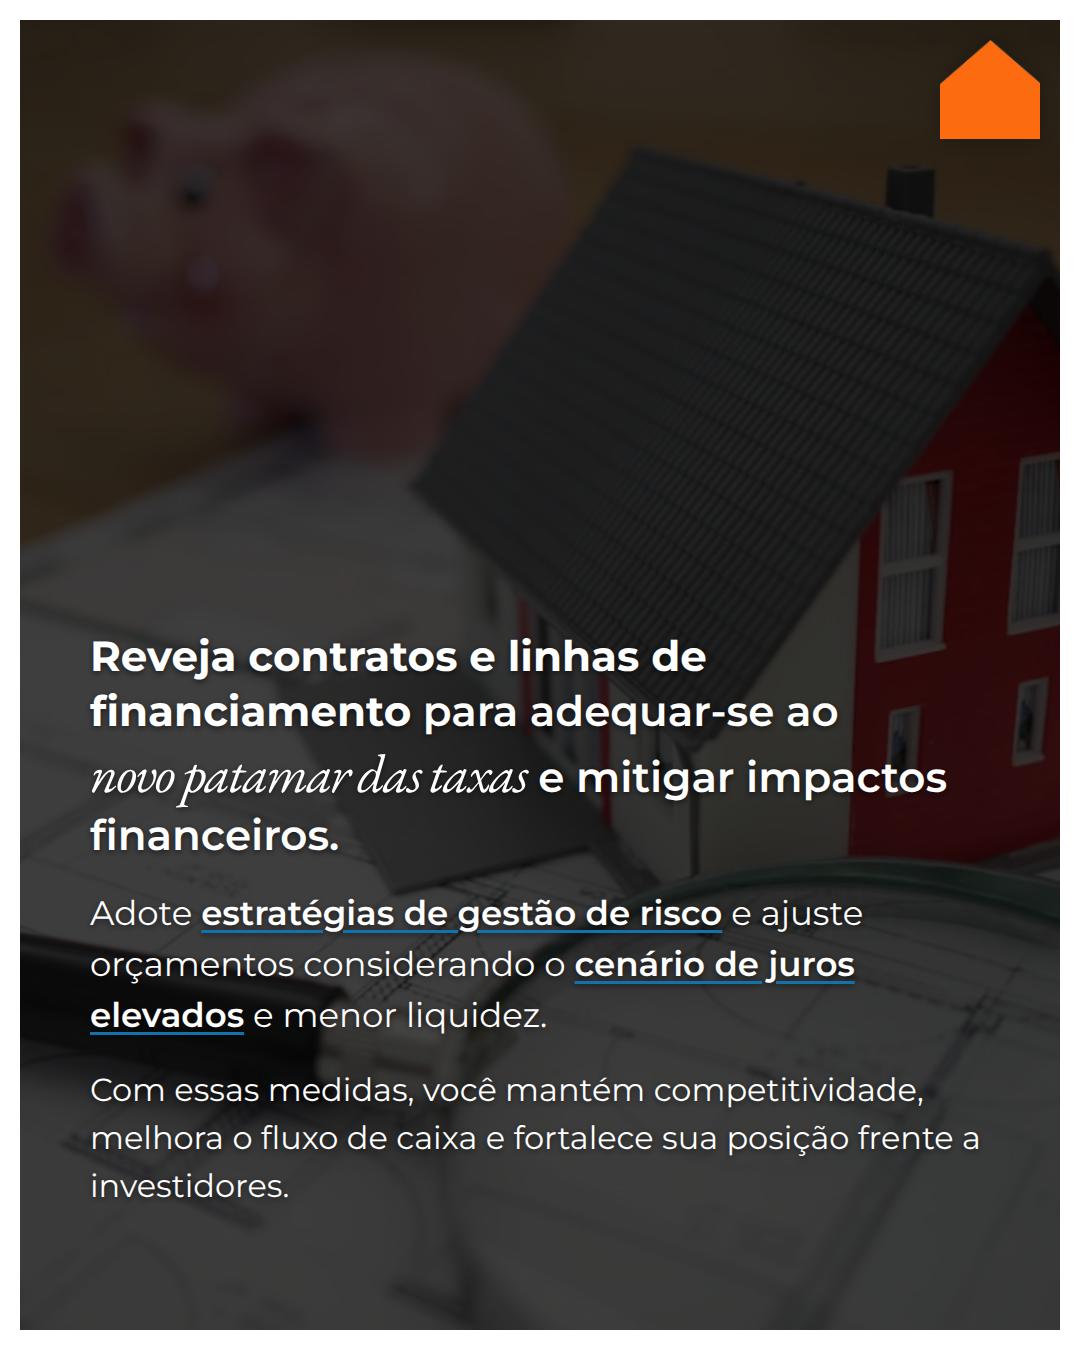 Reveja contratos e linhas de
financiamento para adequar-se ao
novo patamar das taxas e mitigar impactos
financeiros.
Adote estratégias de gestão de risco e ajuste
orçamentos considerando o cenário de juros
elevados e menor liquidez.
Com essas medidas, você mantém competitividade,
melhora o fluxo de caixa e fortalece sua posição frente a
investidores.